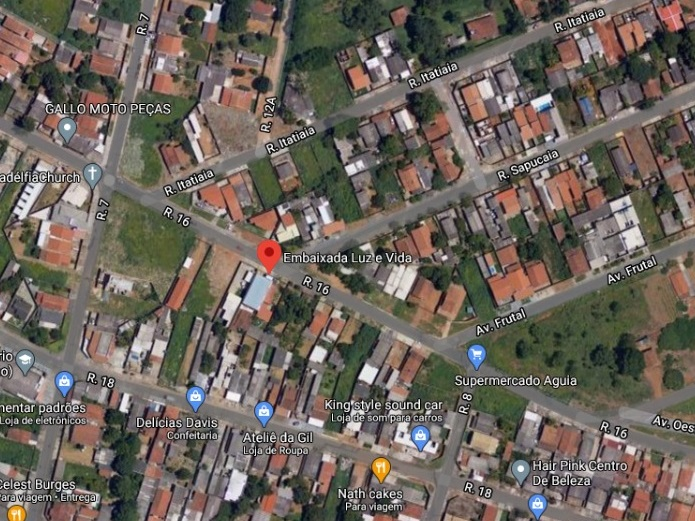 R. 7
R. Itatiaia
R. Itatiaia
GALLO MOTO PEÇAS
R. 12A
R. Itatiaia
R. Sapucaia
R. Itatiaia
adélfiaChurch
R. 7
R. 16
Embaixada Luz e Vida
R. 16
Av. Frutal
Av. Frutal
Supermercado Aguia
rio
o)
R. 18
mentar padrões
Loja de eletrônicos
Delícias Davis
Confeitaria
Ateliê da Gil
Loja de Roupa
King style sound car
Loja de som para carros
R. 8
R. 16
Av. Oes
Hair Pink Centro
De Beleza
Celest Burges
Para viagem • Entrega
Nath cakes
Para viagem
R. 18